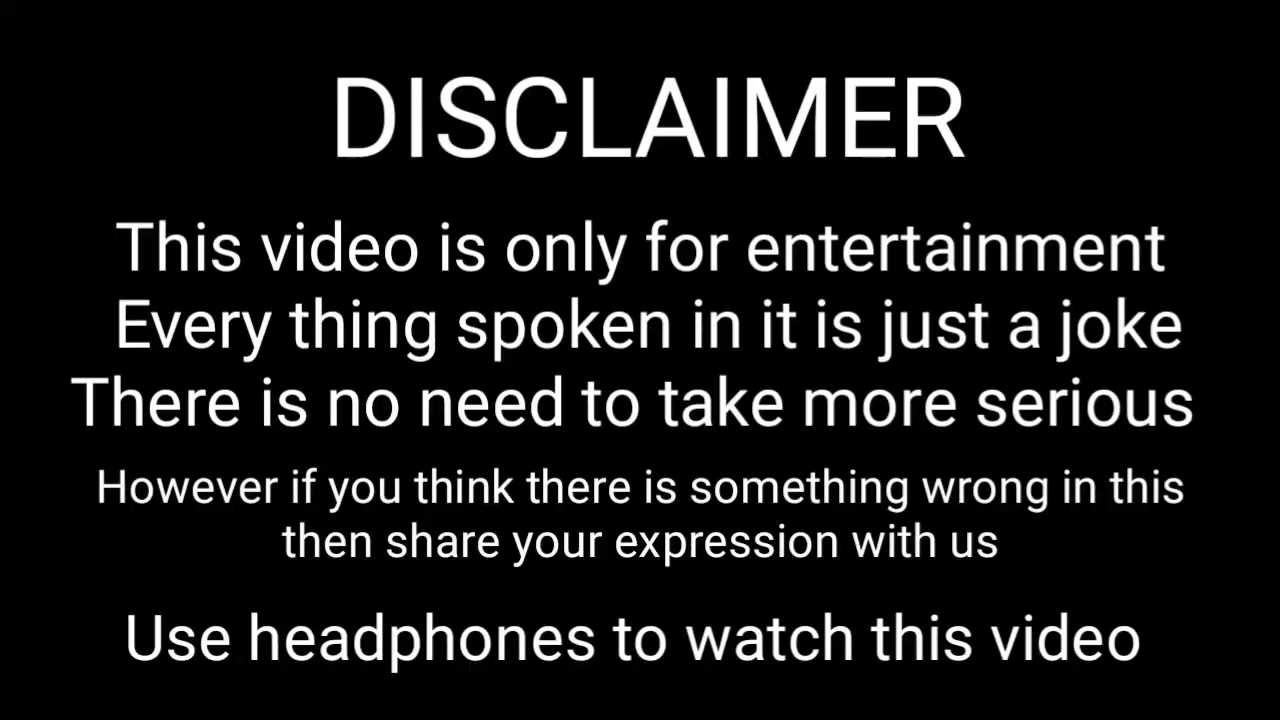 DISCLAIMER
This video is only for entertainment
Every thing spoken in it is just a joke
There is no need to take more serious
However if you think there is something wrong in this
then share your expression with us
Use headphones to watch this video